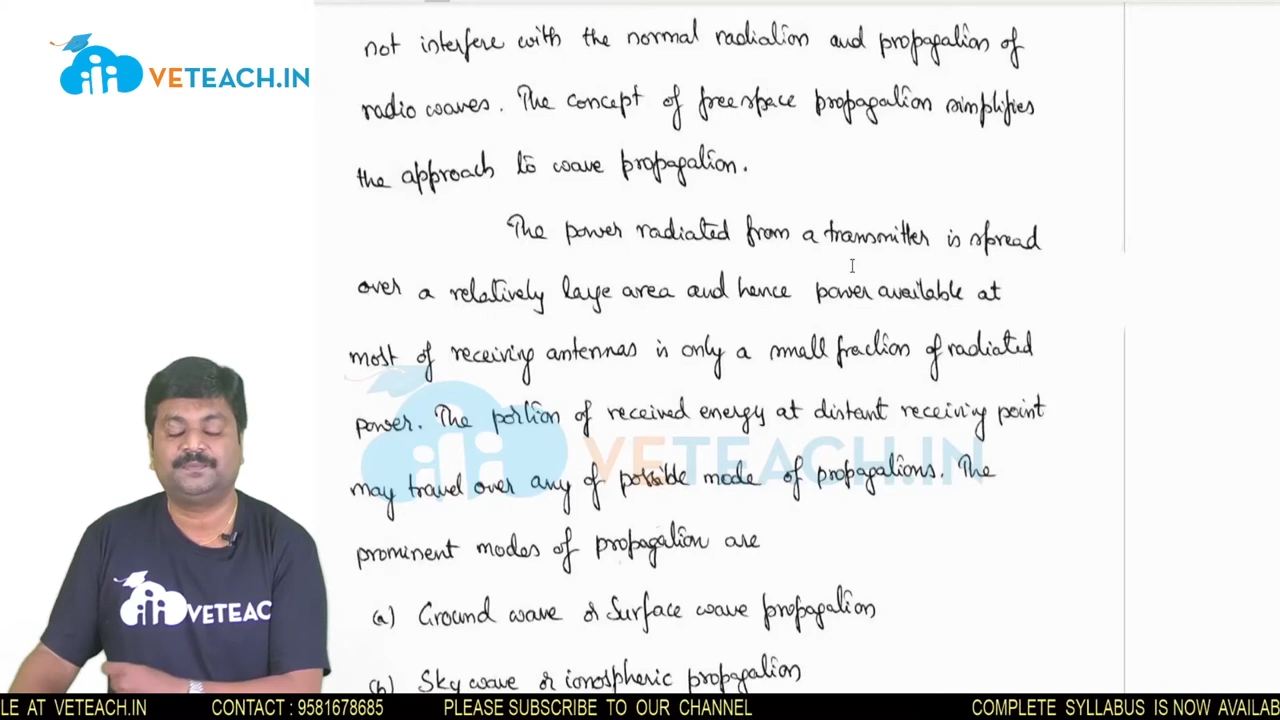 VETEACH.IN
not interfere with the normal radiation and propagation of
radio waves. The concept of free space propagation simplifies
the approach to wave propagation.
The power radiated from a transmitter is spread
over a relatively large area and hence power available at
most of receiving antennas is only a small fraction of radiated
power. The portion of received energy at distant receiving point
may travel over any of possible mode of propagations. The
prominent modes of propagation are
(a) Ground wave or Surface wave propagation
(b) Sky wave or ionospheric propagation
VETEACH.IN
VETEACH
LE AT VETEACH.IN CONTACT : 9581678685 PLEASE SUBSCRIBE TO OUR CHANNEL COMPLETE SYLLABUS IS NOW AVAILAB